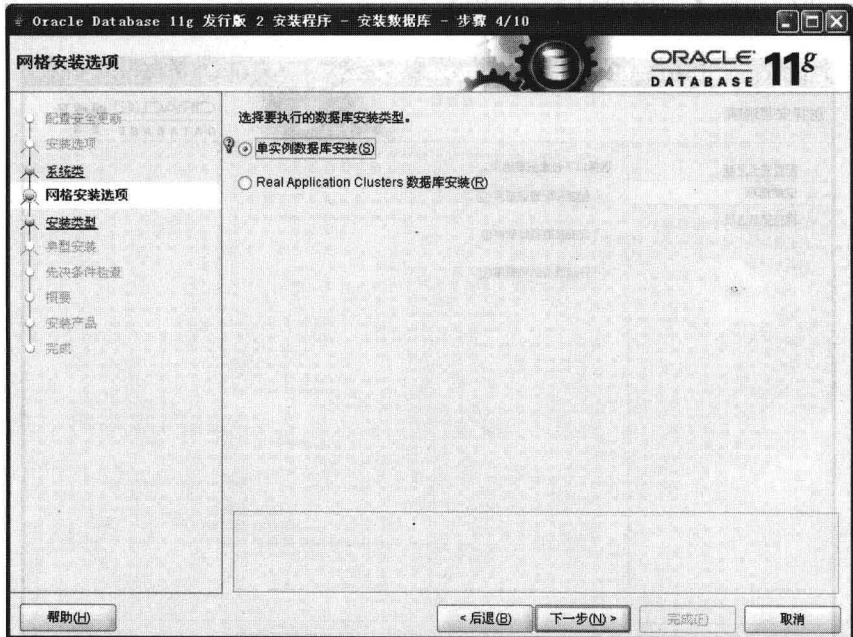 Oracle Database 11g 发行版 2 安装程序 - 安装数据库 - 步骤 4/10
网格安装选项
ORACLE
DATABASE 11g
配置安全更新
安装选项
系统类
网格安装选项
安装类型
典型安装
先决条件检查
概要
安装产品
完成
选择要执行的数据库安装类型。
单实例数据库安装(S)
Real Application Clusters 数据库安装(R)
帮助(H)
< 后退(B)
下一步(N) >
完成(F)
取消